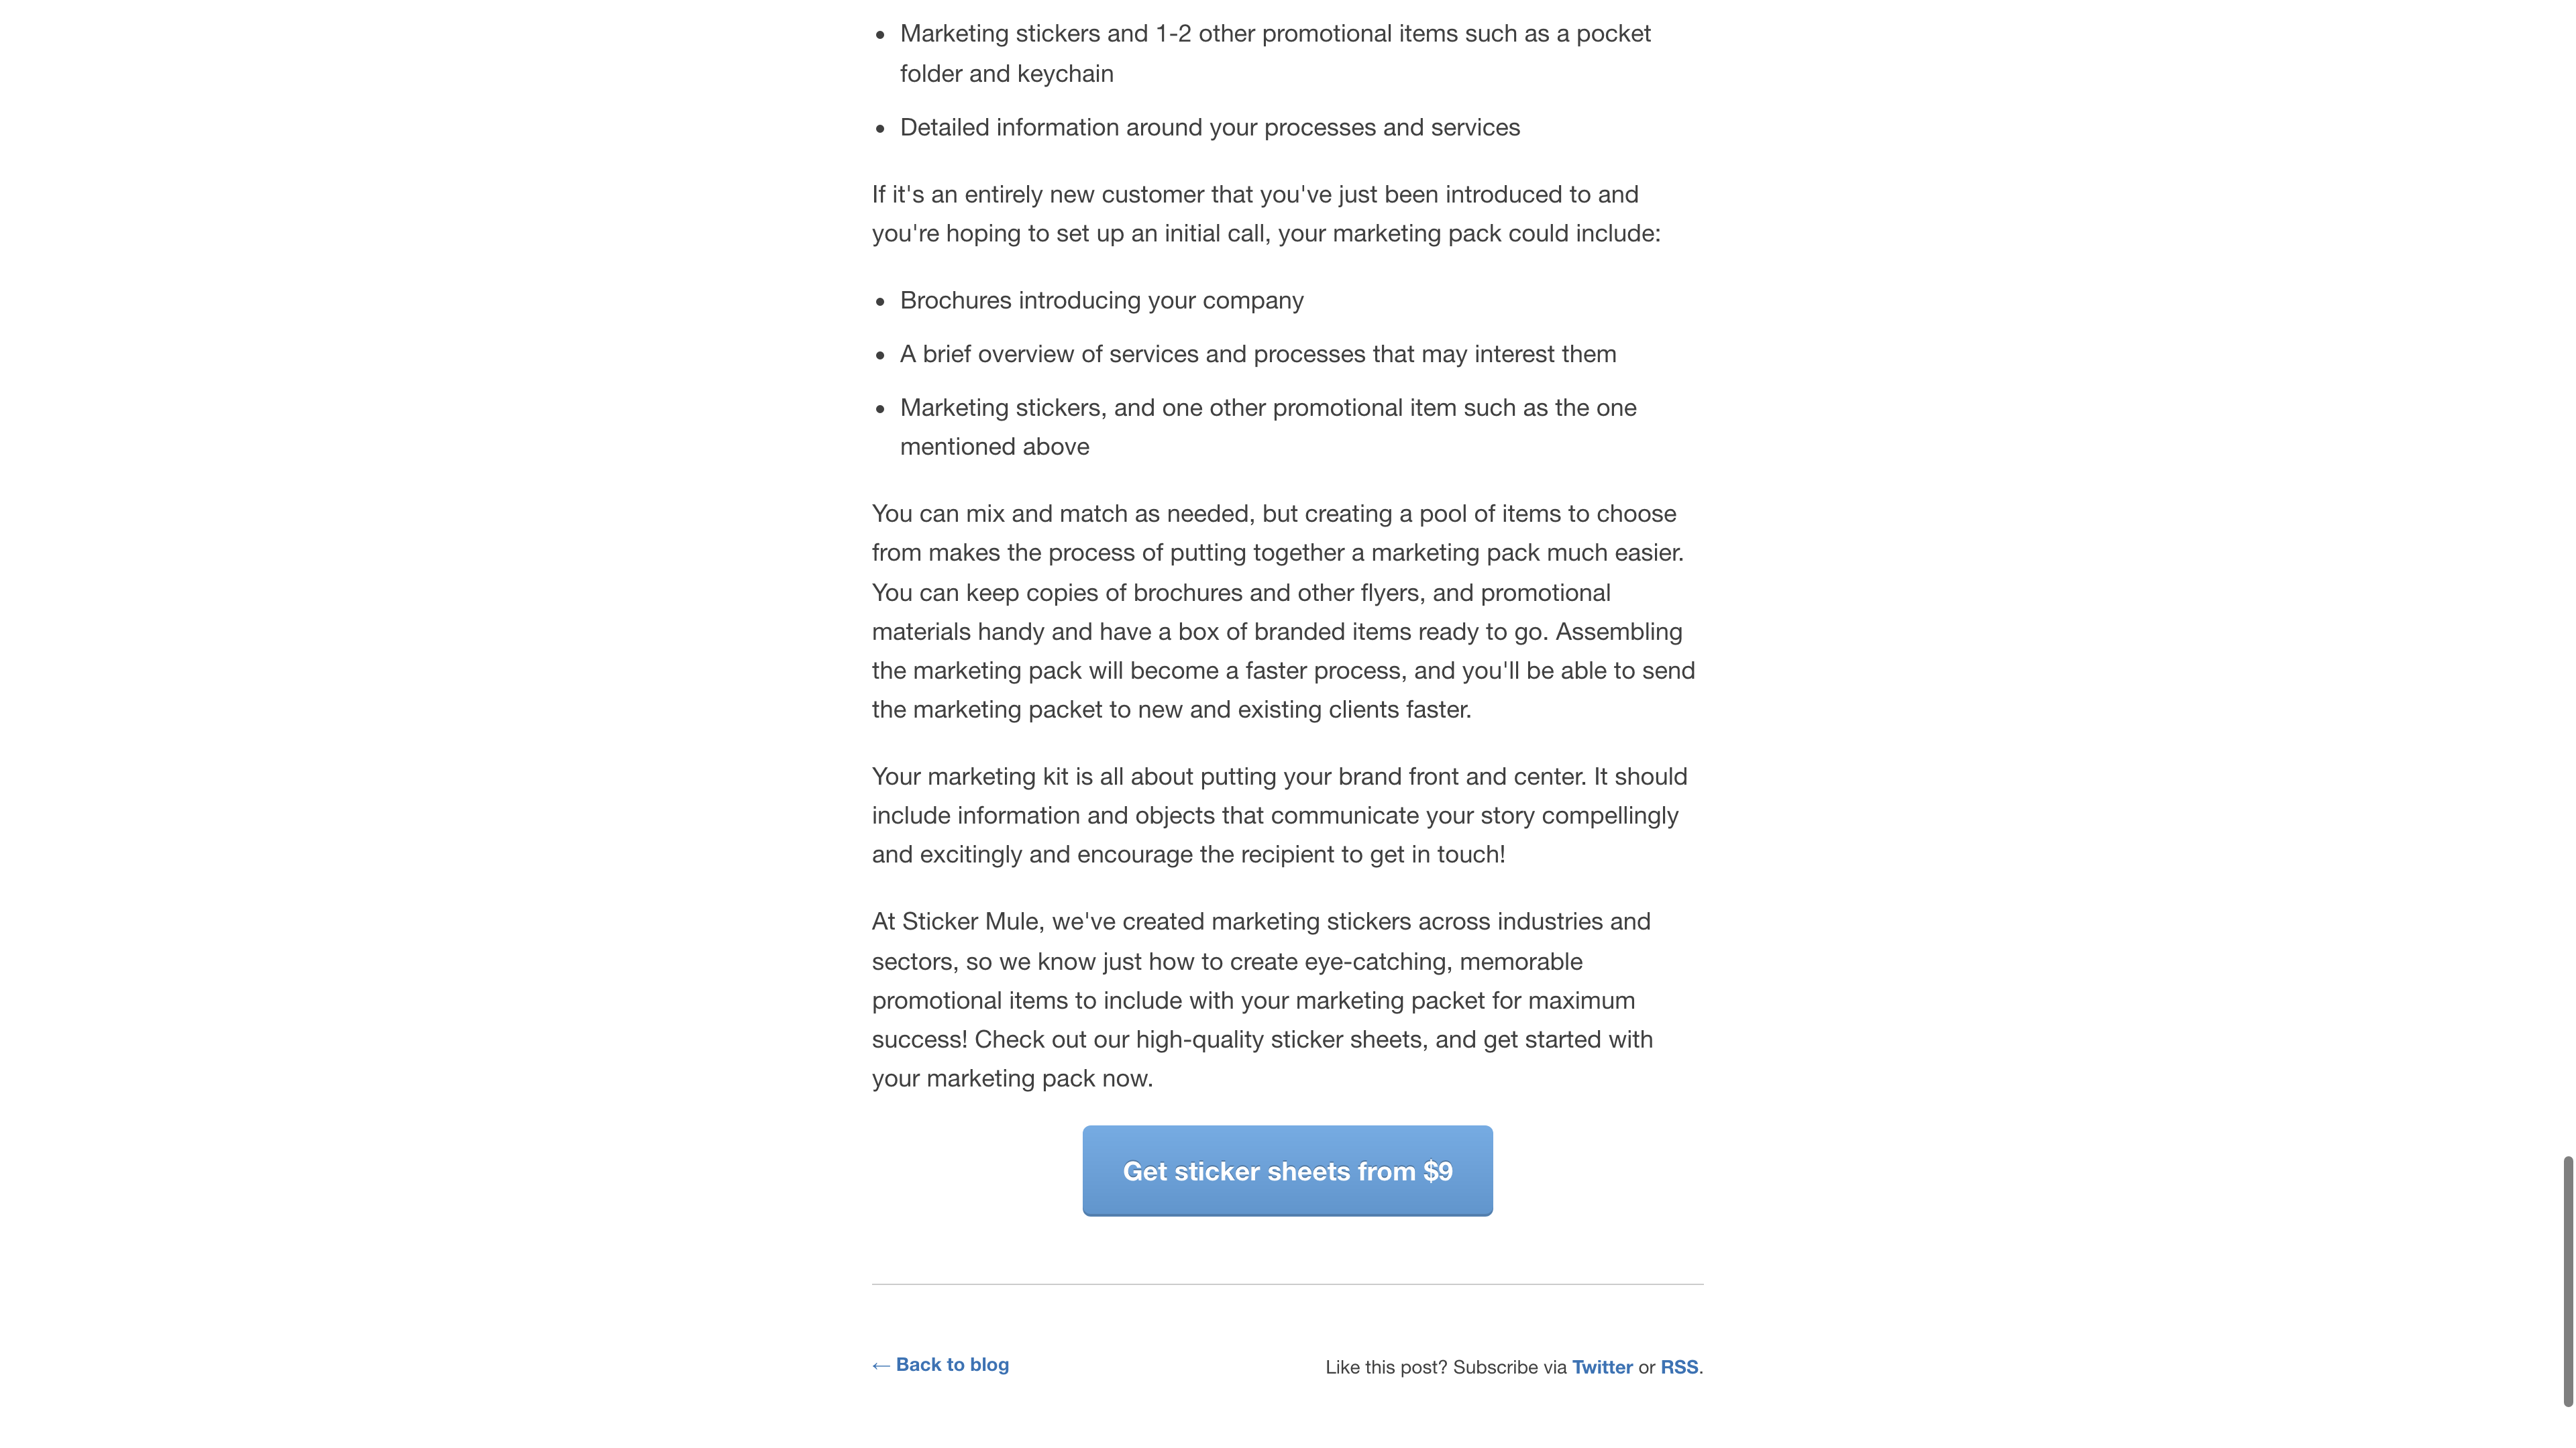 • Marketing stickers and 1-2 other promotional items such as a pocket
folder and keychain
• Detailed information around your processes and services
If it's an entirely new customer that you've just been introduced to and
you're hoping to set up an initial call, your marketing pack could include:
• Brochures introducing your company
• A brief overview of services and processes that may interest them
• Marketing stickers, and one other promotional item such as the one
mentioned above
You can mix and match as needed, but creating a pool of items to choose
from makes the process of putting together a marketing pack much easier.
You can keep copies of brochures and other flyers, and promotional
materials handy and have a box of branded items ready to go. Assembling
the marketing pack will become a faster process, and you'll be able to send
the marketing packet to new and existing clients faster.
Your marketing kit is all about putting your brand front and center. It should
include information and objects that communicate your story compellingly
and excitingly and encourage the recipient to get in touch!
At Sticker Mule, we've created marketing stickers across industries and
sectors, so we know just how to create eye-catching, memorable
promotional items to include with your marketing packet for maximum
success! Check out our high-quality sticker sheets, and get started with
your marketing pack now.
Get sticker sheets from $9
← Back to blog
Like this post? Subscribe via Twitter or RSS.